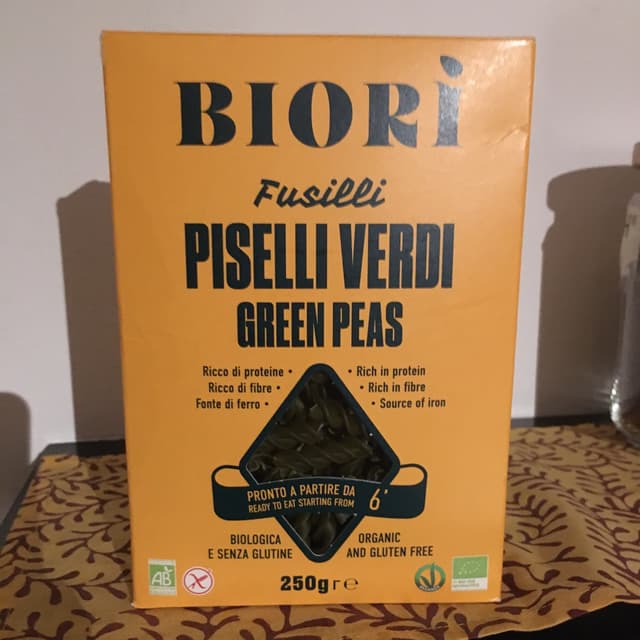 BIORÌ
Fusilli
PISELLI VERDI
GREEN PEAS
Ricco di proteine •
Ricco di fibre •
Fonte di ferro •
• Rich in protein
• Rich in fibre
• Source of iron
PRONTO A PARTIRE DA
READY TO EAT STARTING FROM
6'
BIOLOGICA
E SENZA GLUTINE
ORGANIC
AND GLUTEN FREE
AB
250g r e